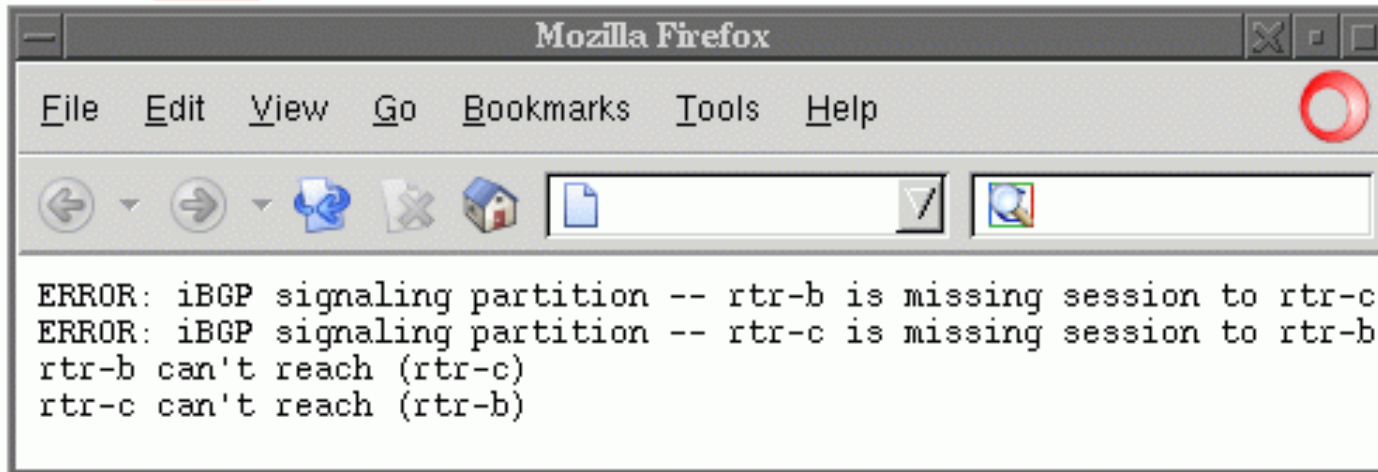 Mozilla Firefox
File Edit View Go Bookmarks Tools Help
ERROR: iBGP signaling partition -- rtr-b is missing session to rtr-c
ERROR: iBGP signaling partition -- rtr-c is missing session to rtr-b
rtr-b can't reach (rtr-c)
rtr-c can't reach (rtr-b)